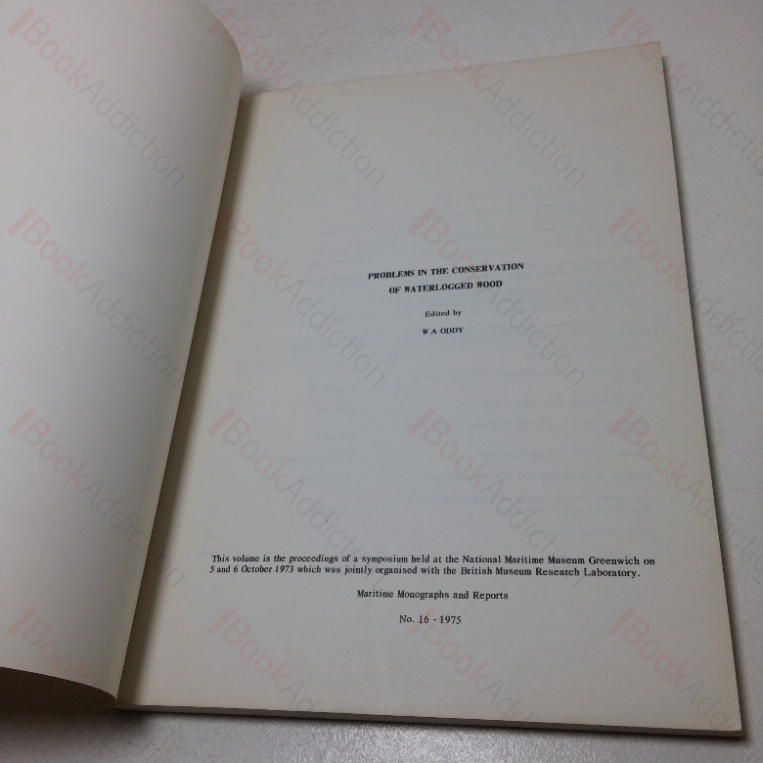 PROBLEMS IN THE CONSERVATION
OF WATERLOGGED WOOD
Edited by
W A ODDY
This volume is the proceedings of a symposium held at the National Maritime Museum Greenwich on
5 and 6 October 1973 which was jointly organised with the British Museum Research Laboratory.
Maritime Monographs and Reports
No. 16 - 1975
BookAddiction